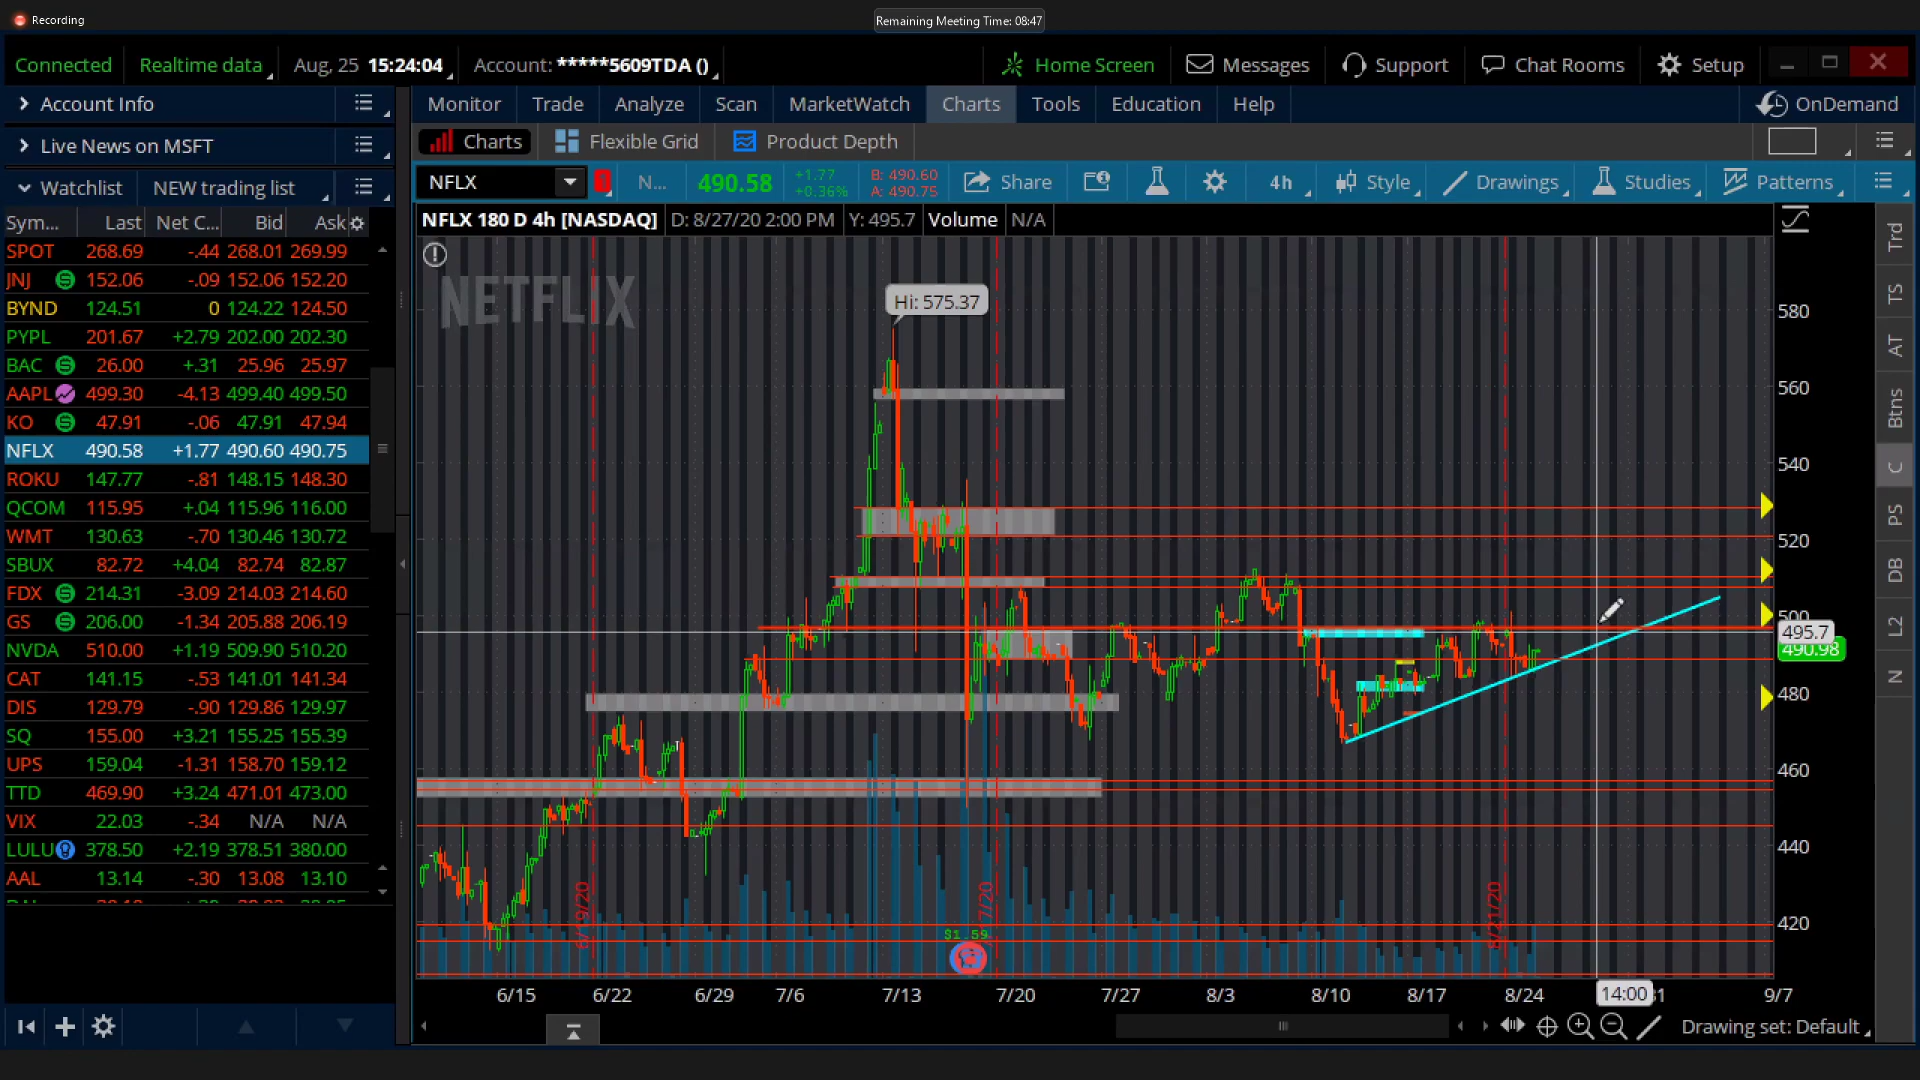 Recording
Remaining Meeting Time: 08:47
Connected Realtime data Aug, 25 15:24:04 Account: *****5609TDA () Home Screen Messages Support Chat Rooms Setup
Account Info Monitor Trade Analyze Scan MarketWatch Charts Tools Education Help OnDemand
Live News on MSFT Charts Flexible Grid Product Depth
Watchlist NEW trading list NFLX N... 490.58 +1.77 +0.36% B: 490.60 A: 490.75 Share 4h Style Drawings Studies Patterns
Sym... Last Net C... Bid Ask
NFLX 180 D 4h [NASDAQ] D: 8/27/20 2:00 PM Y: 495.7 Volume N/A
SPOT 268.69 -.44 268.01 269.99
JNJ 152.06 -.09 152.06 152.20
BYND 124.51 0 124.22 124.50
PYPL 201.67 +2.79 202.00 202.30
BAC 26.00 +.31 25.96 25.97
AAPL 499.30 -4.13 499.40 499.50
KO 47.91 -.06 47.91 47.94
NFLX 490.58 +1.77 490.60 490.75
ROKU 147.77 -.81 148.15 148.30
QCOM 115.95 +.04 115.96 116.00
WMT 130.63 -.70 130.46 130.72
SBUX 82.72 +4.04 82.74 82.87
FDX 214.31 -3.09 214.03 214.60
GS 206.00 -1.34 205.88 206.19
NVDA 510.00 +1.19 509.90 510.20
CAT 141.15 -.53 141.01 141.34
DIS 129.79 -.90 129.86 129.97
SQ 155.00 +3.21 155.25 155.39
UPS 159.04 -1.31 158.70 159.12
TTD 469.90 +3.24 471.01 473.00
VIX 22.03 -.34 N/A N/A
LULU 378.50 +2.19 378.51 380.00
AAL 13.14 -.30 13.08 13.10
NETFLIX
Hi: 575.37
580
560
540
520
500
495.7
490.98
480
460
440
420
6/19/20
8/21/20
$1.59
6/15 6/22 6/29 7/6 7/13 7/20 7/27 8/3 8/10 8/17 8/24 14:00 9/7
Drawing set: Default
Trd
TS
AT
Btns
C
PS
DB
L2
N